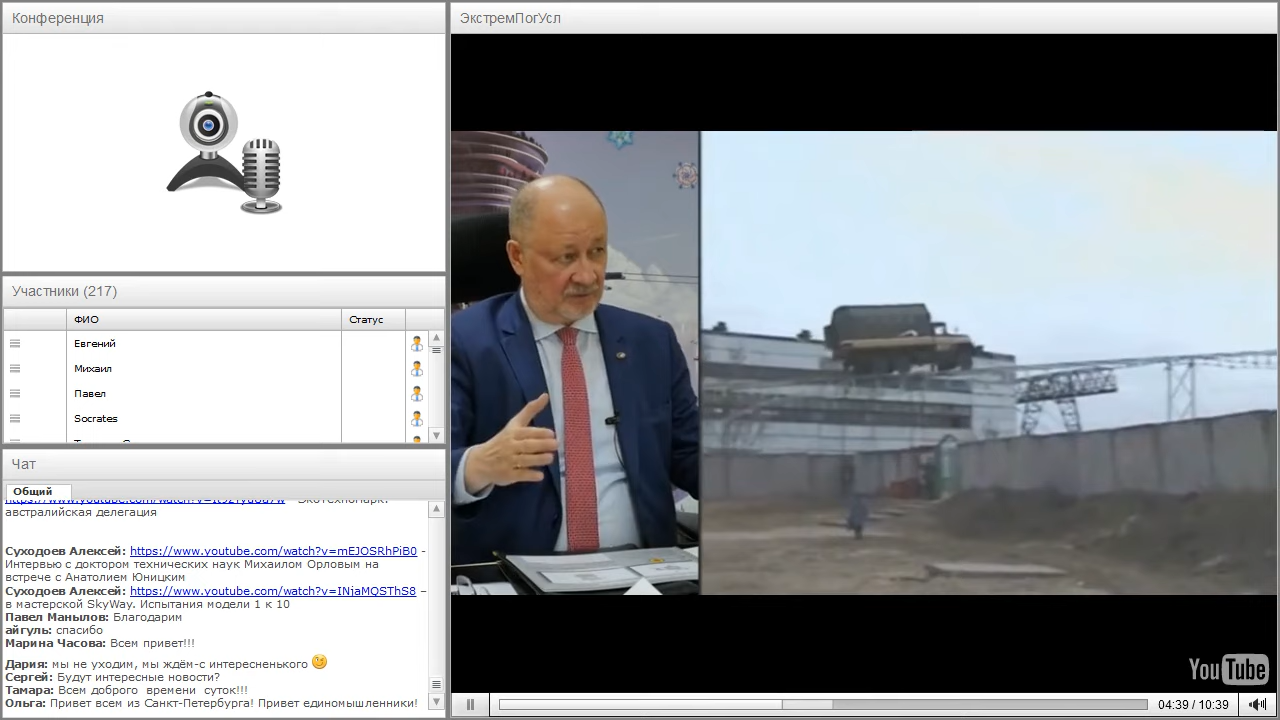 Конференция
ЭкстремПогУсл
Участники (217)
ФИО
Статус
Евгений
Михаил
Павел
Socrates
Чат
Общий
австралийская делегация
Суходоев Алексей: https://www.youtube.com/watch?v=mEJOSRhPiB0 -
Интервью с доктором технических наук Михаилом Орловым на
встрече с Анатолием Юницким
Суходоев Алексей: https://www.youtube.com/watch?v=INjaMQSThS8 –
в мастерской SkyWay. Испытания модели 1 к 10
Павел Манылов: Благодарим
айгуль: спасибо
Марина Часова: Всем привет!!!
Дария: мы не уходим, мы ждём-с интересненького
Сергей: Будут интересные новости?
Тамара: Всем доброго времени суток!!!
Ольга: Привет всем из Санкт-Петербурга! Привет единомышленники!
YouTube
04:39 / 10:39